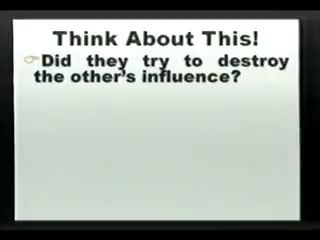 Think About This!
Did they try to destroy
the other's influence?